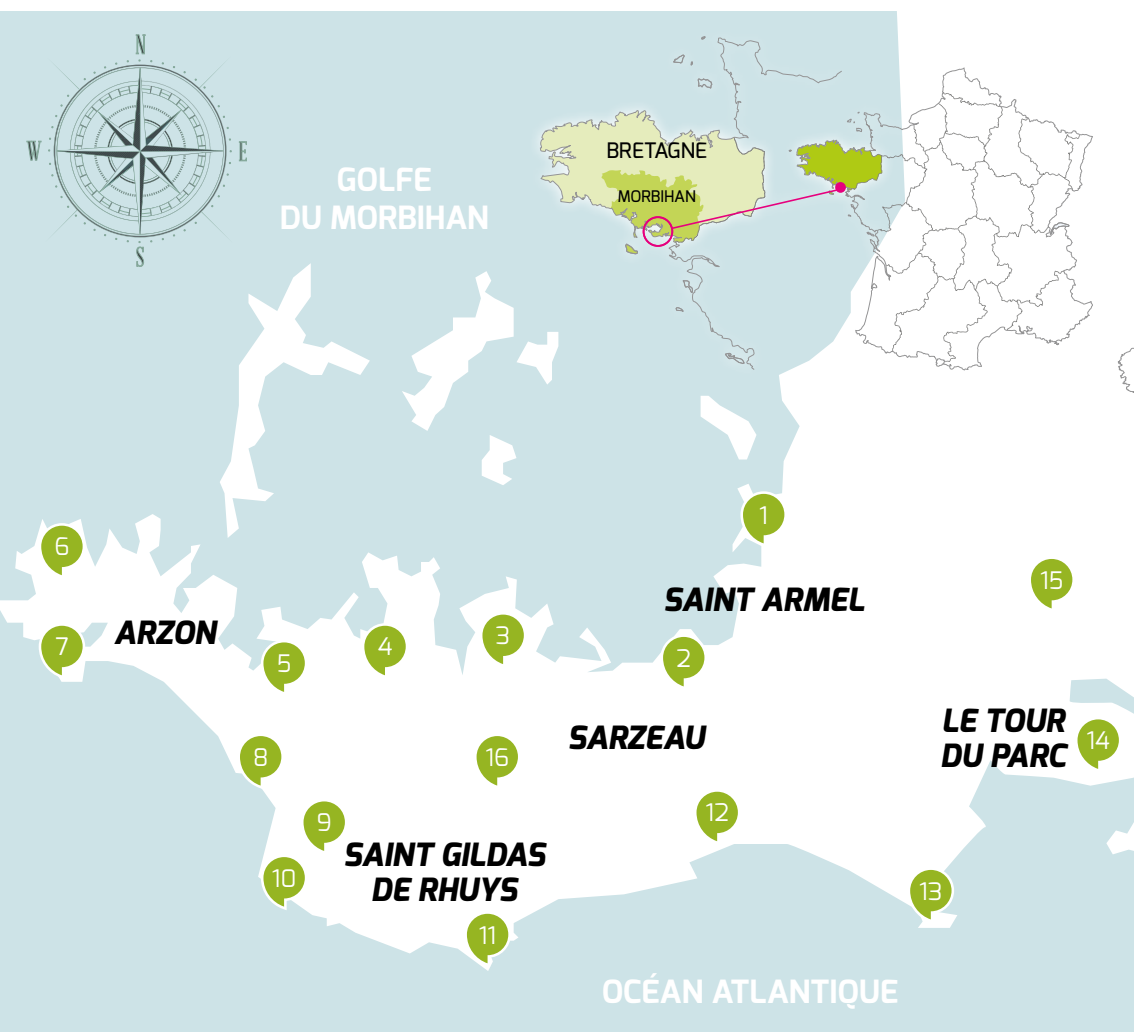 N
W
E
S
GOLFE
DU MORBIHAN
BRETAGNE
MORBIHAN
1
6
15
SAINT ARMEL
ARZON
7
5
4
3
2
LE TOUR
DU PARC
14
SARZEAU
8
16
9
12
SAINT GILDAS
DE RHUYS
10
13
11
OCÉAN ATLANTIQUE